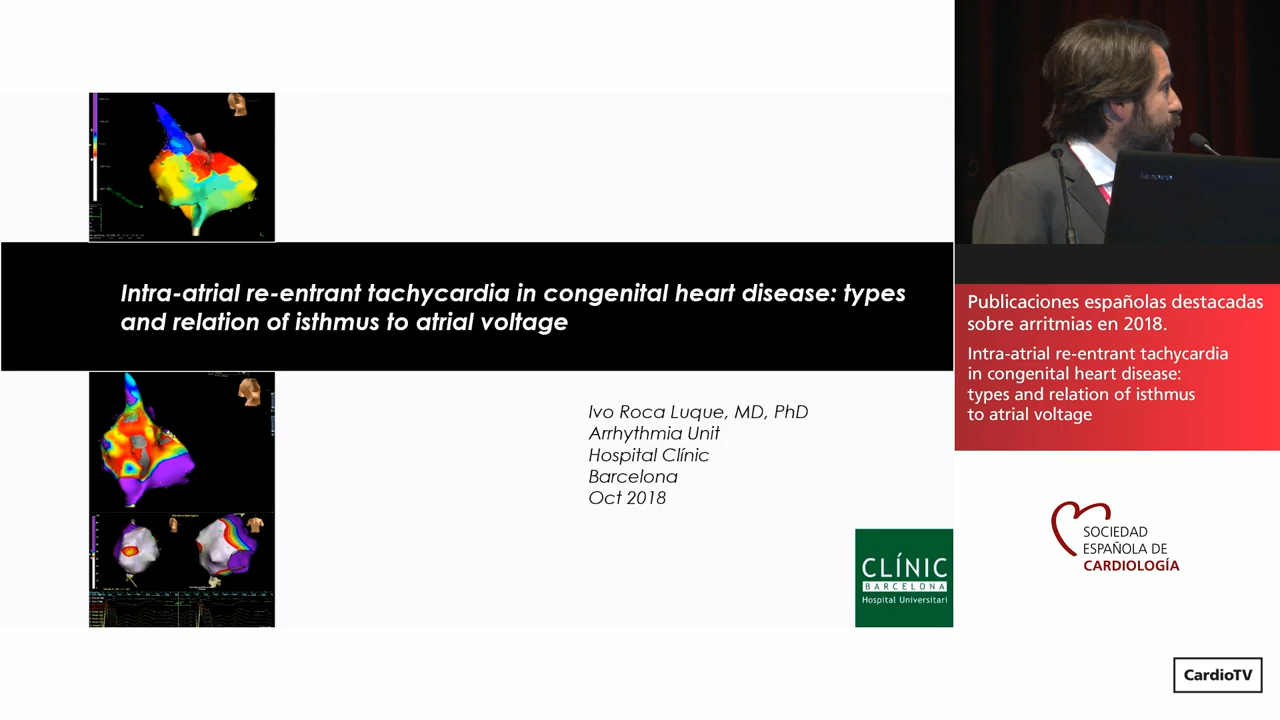 Intra-atrial re-entrant tachycardia in congenital heart disease: types
and relation of isthmus to atrial voltage
Ivo Roca Luque, MD, PhD
Arrhythmia Unit
Hospital Clínic
Barcelona
Oct 2018
CLÍNIC
BARCELONA
Hospital Universitari
lenovo
Publicaciones españolas destacadas
sobre arritmias en 2018.
Intra-atrial re-entrant tachycardia
in congenital heart disease:
types and relation of isthmus
to atrial voltage
SOCIEDAD
ESPAÑOLA DE
CARDIOLOGÍA
CardioTV